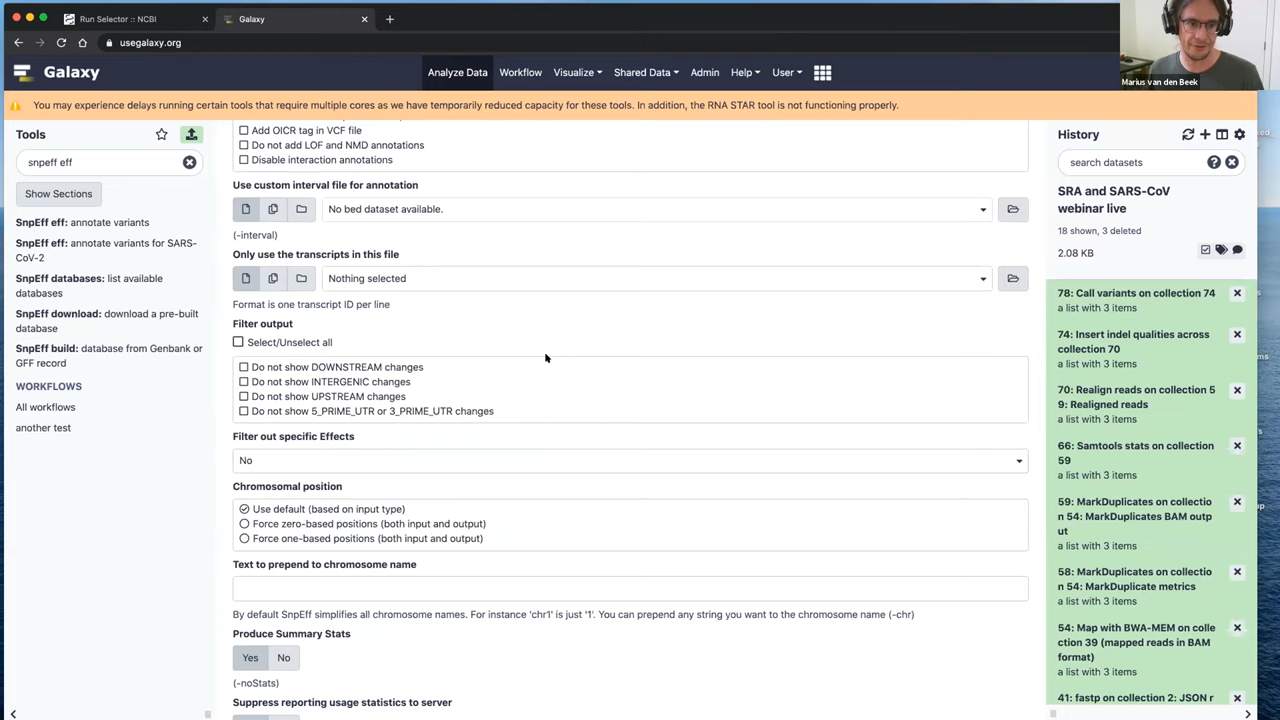 Run Selector :: NCBI
Galaxy
usegalaxy.org
Marius van den Beek
Galaxy
Analyze Data
Workflow
Visualize
Shared Data
Admin
Help
User
You may experience delays running certain tools that require multiple cores as we have temporarily reduced capacity for these tools. In addition, the RNA STAR tool is not functioning properly.
Tools
snpeff eff
Show Sections
SnpEff eff: annotate variants
SnpEff eff: annotate variants for SARS-
CoV-2
SnpEff databases: list available
databases
SnpEff download: download a pre-built
database
SnpEff build: database from Genbank or
GFF record
WORKFLOWS
All workflows
another test
Add OICR tag in VCF file
Do not add LOF and NMD annotations
Disable interaction annotations
Use custom interval file for annotation
No bed dataset available.
(-interval)
Only use the transcripts in this file
Nothing selected
Format is one transcript ID per line
Filter output
Select/Unselect all
Do not show DOWNSTREAM changes
Do not show INTERGENIC changes
Do not show UPSTREAM changes
Do not show 5_PRIME_UTR or 3_PRIME_UTR changes
Filter out specific Effects
No
Chromosomal position
Use default (based on input type)
Force zero-based positions (both input and output)
Force one-based positions (both input and output)
Text to prepend to chromosome name
By default SnpEff simplifies all chromosome names. For instance 'chr1' is just '1'. You can prepend any string you want to the chromosome name (-chr)
Produce Summary Stats
Yes
No
(-noStats)
Suppress reporting usage statistics to server
History
search datasets
SRA and SARS-CoV
webinar live
18 shown, 3 deleted
2.08 KB
78: Call variants on collection 74
a list with 3 items
74: Insert indel qualities across
collection 70
a list with 3 items
70: Realign reads on collection 5
9: Realigned reads
a list with 3 items
66: Samtools stats on collection
59
a list with 3 items
59: MarkDuplicates on collectio
n 54: MarkDuplicates BAM outp
ut
a list with 3 items
58: MarkDuplicates on collectio
n 54: MarkDuplicate metrics
a list with 3 items
54: Map with BWA-MEM on colle
ction 39 (mapped reads in BAM
format)
a list with 3 items
41: fastp on collection 2: JSON r